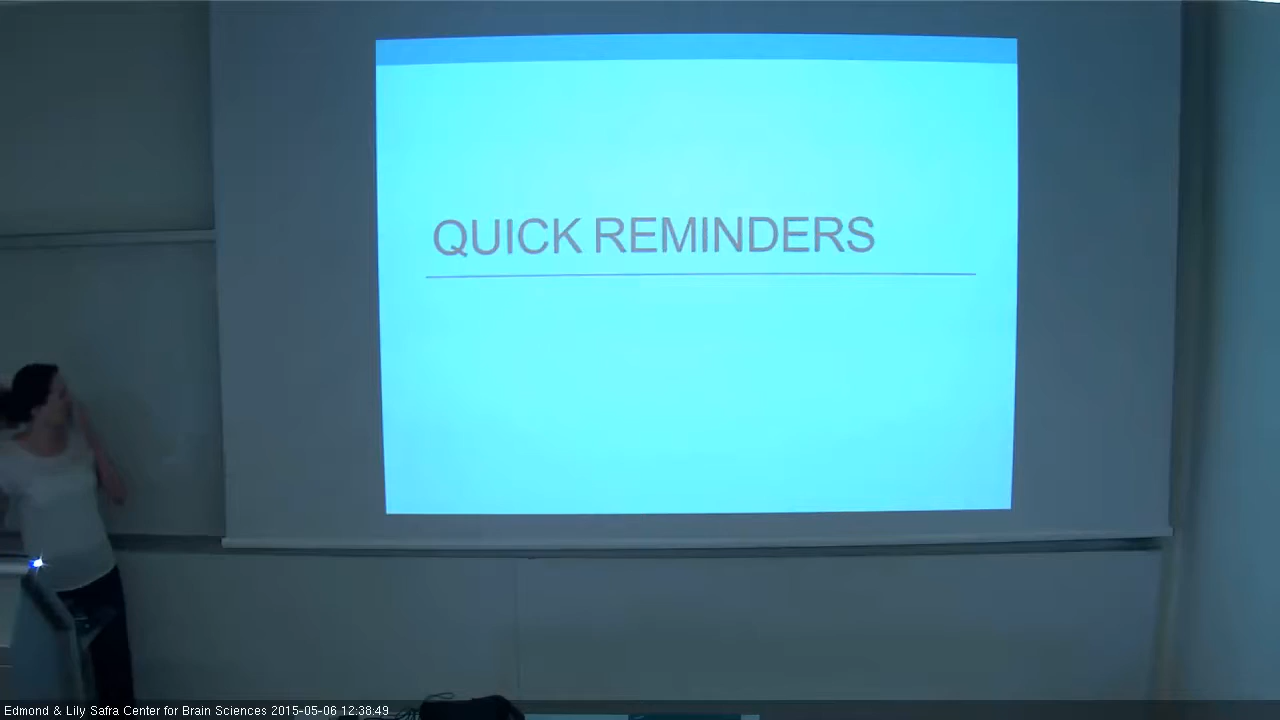 QUICK REMINDERS
Edmond & Lily Safra Center for Brain Sciences 2015-05-06 12:38:49